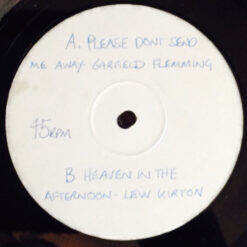 A. PLEASE DONT SEND
ME AWAY - GARFIELD FLEMMING
45RPM
B. HEAVEN IN THE
AFTERNOON - LEW KIRTON